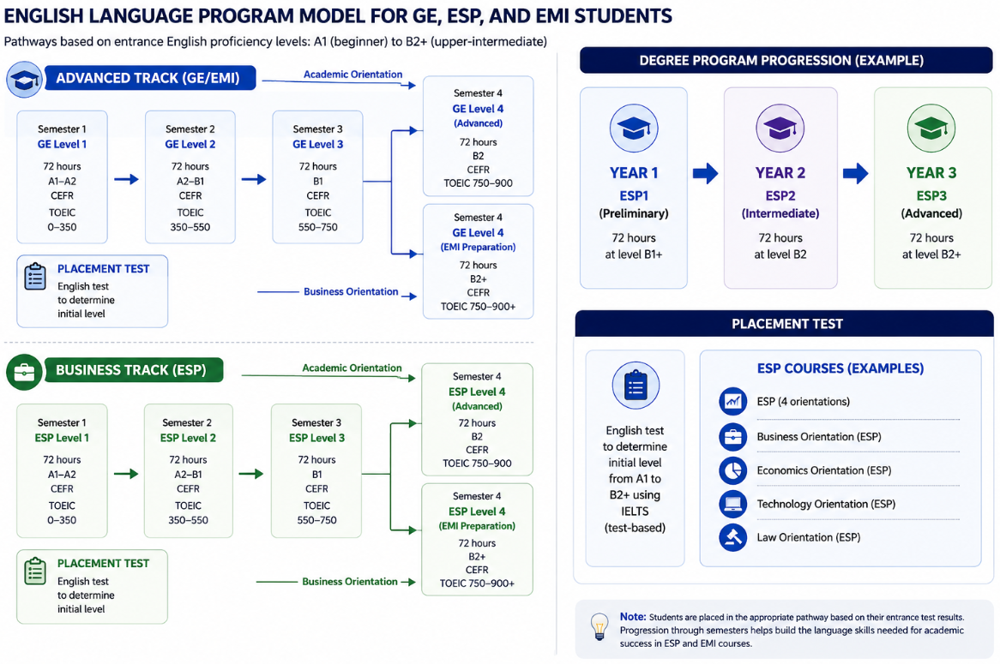 ENGLISH LANGUAGE PROGRAM MODEL FOR GE, ESP, AND EMI STUDENTS
Pathways based on entrance English proficiency levels: A1 (beginner) to B2+ (upper-intermediate)
ADVANCED TRACK (GE/EMI)
Academic Orientation
Semester 1
GE Level 1
72 hours
A1–A2
CEFR
TOEIC
0–350
Semester 2
GE Level 2
72 hours
A2–B1
CEFR
TOEIC
350–550
Semester 3
GE Level 3
72 hours
B1
CEFR
TOEIC
550–750
Semester 4
GE Level 4
(Advanced)
72 hours
B2
CEFR
TOEIC 750–900
Semester 4
GE Level 4
(EMI Preparation)
72 hours
B2+
CEFR
TOEIC 750–900+
PLACEMENT TEST
English test
to determine
initial level
Business Orientation
BUSINESS TRACK (ESP)
Academic Orientation
Semester 1
ESP Level 1
72 hours
A1–A2
CEFR
TOEIC
0–350
Semester 2
ESP Level 2
72 hours
A2–B1
CEFR
TOEIC
350–550
Semester 3
ESP Level 3
72 hours
B1
CEFR
TOEIC
550–750
Semester 4
ESP Level 4
(Advanced)
72 hours
B2
CEFR
TOEIC 750–900
Semester 4
ESP Level 4
(EMI Preparation)
72 hours
B2+
CEFR
TOEIC 750–900+
PLACEMENT TEST
English test
to determine
initial level
Business Orientation
DEGREE PROGRAM PROGRESSION (EXAMPLE)
YEAR 1
ESP1
(Preliminary)
72 hours
at level B1+
YEAR 2
ESP2
(Intermediate)
72 hours
at level B2
YEAR 3
ESP3
(Advanced)
72 hours
at level B2+
PLACEMENT TEST
English test
to determine
initial level
from A1 to
B2+ using
IELTS
(test-based)
ESP COURSES (EXAMPLES)
ESP (4 orientations)
Business Orientation (ESP)
Economics Orientation (ESP)
Technology Orientation (ESP)
Law Orientation (ESP)
Note: Students are placed in the appropriate pathway based on their entrance test results.
Progression through semesters helps build the language skills needed for academic
success in ESP and EMI courses.